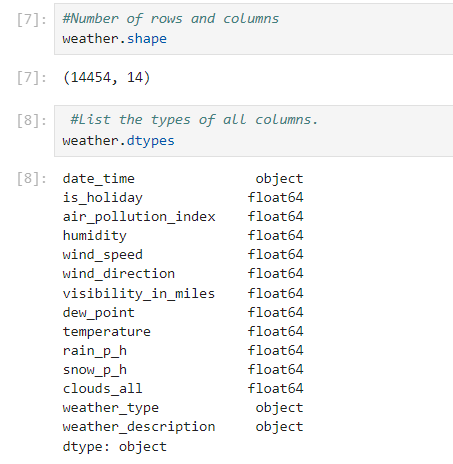 [7]: #Number of rows and columns
weather.shape
[7]: (14454, 14)
[8]: #List the types of all columns.
weather.dtypes
[8]: date_time object
is_holiday float64
air_pollution_index float64
humidity float64
wind_speed float64
wind_direction float64
visibility_in_miles float64
dew_point float64
temperature float64
rain_p_h float64
snow_p_h float64
clouds_all float64
weather_type object
weather_description object
dtype: object